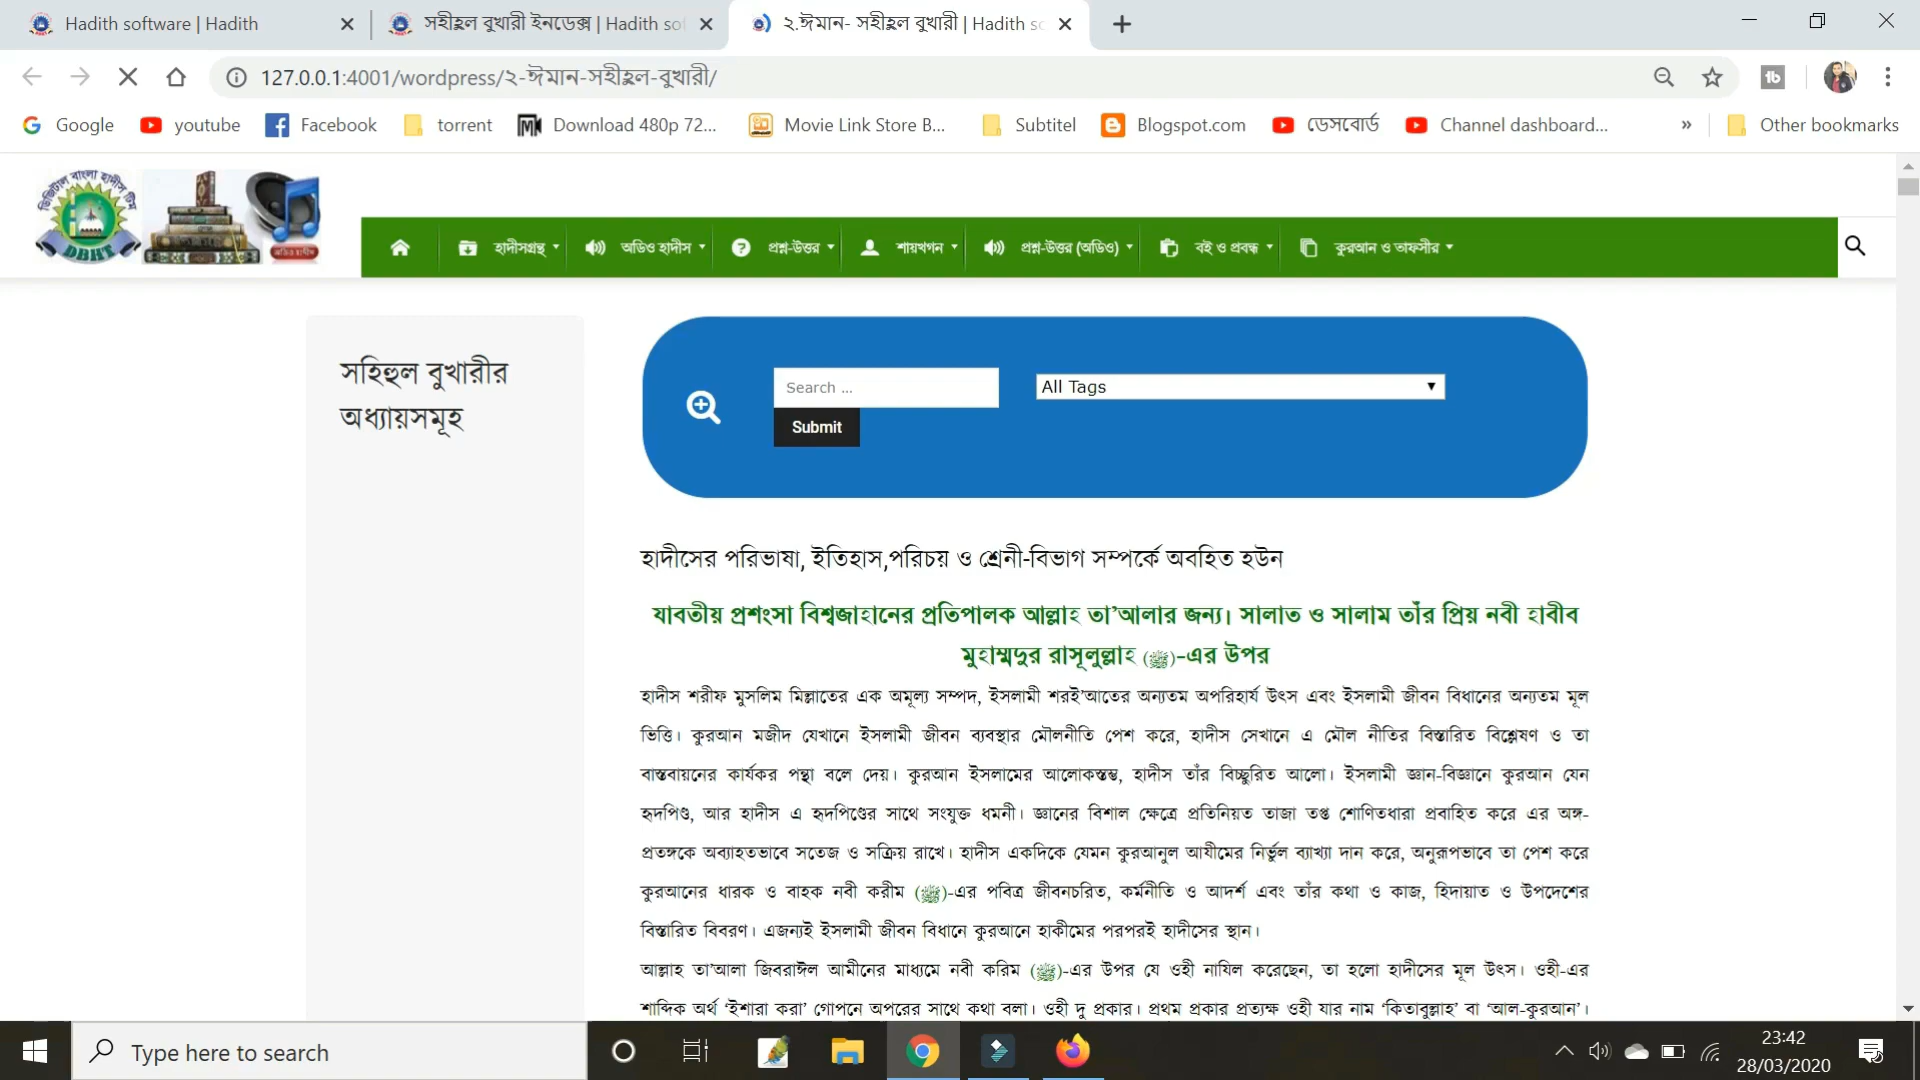 Hadith software | Hadith
সহীহুল বুখারী ইনডেক্স | Hadith sof
২.ঈমান- সহীহুল বুখারী | Hadith so
127.0.0.1:4001/wordpress/২-ঈমান-সহীহুল-বুখারী/
Google youtube Facebook torrent Download 480p 72... Movie Link Store B... Subtitel Blogspot.com ডেসবোর্ড Channel dashboard... » Other bookmarks
ডিজিটাল বাংলা হাদীস টিম
DBHT
হাদীসগ্রন্থ অডিও হাদীস প্রশ্ন-উত্তর শায়খগন প্রশ্ন-উত্তর (অডিও) বই ও প্রবন্ধ কুরআন ও তাফসীর
সহিহুল বুখারীর
অধ্যায়সমূহ
Search ...
All Tags
Submit
হাদীসের পরিভাষা, ইতিহাস,পরিচয় ও শ্রেনী-বিভাগ সম্পর্কে অবহিত হউন
যাবতীয় প্রশংসা বিশ্বজাহানের প্রতিপালক আল্লাহ তা’আলার জন্য। সালাত ও সালাম তাঁর প্রিয় নবী হাবীব
মুহাম্মদুর রাসূলুল্লাহ (ﷺ)-এর উপর
হাদীস শরীফ মুসলিম মিল্লাতের এক অমূল্য সম্পদ, ইসলামী শরই’আতের অন্যতম অপরিহার্য উৎস এবং ইসলামী জীবন বিধানের অন্যতম মূল
ভিত্তি। কুরআন মজীদ যেখানে ইসলামী জীবন ব্যবস্থার মৌলনীতি পেশ করে, হাদীস সেখানে এ মৌল নীতির বিস্তারিত বিশ্লেষণ ও তা
বাস্তবায়নের কার্যকর পন্থা বলে দেয়। কুরআন ইসলামের আলোকস্তম্ভ, হাদীস তাঁর বিচ্ছুরিত আলো। ইসলামী জ্ঞান-বিজ্ঞানে কুরআন যেন
হৃদপিণ্ড, আর হাদীস এ হৃদপিণ্ডের সাথে সংযুক্ত ধমনী। জ্ঞানের বিশাল ক্ষেত্রে প্রতিনিয়ত তাজা তপ্ত শোণিতধারা প্রবাহিত করে এর অঙ্গ-
প্রতঙ্গকে অব্যাহতভাবে সতেজ ও সক্রিয় রাখে। হাদীস একদিকে যেমন কুরআনুল আযীমের নির্ভুল ব্যাখ্যা দান করে, অনুরূপভাবে তা পেশ করে
কুরআনের ধারক ও বাহক নবী করীম (ﷺ)-এর পবিত্র জীবনচরিত, কর্মনীতি ও আদর্শ এবং তাঁর কথা ও কাজ, হিদায়াত ও উপদেশের
বিস্তারিত বিবরণ। এজন্যই ইসলামী জীবন বিধানে কুরআনে হাকীমের পরপরই হাদীসের স্থান।
আল্লাহ তা’আলা জিবরাঈল আমীনের মাধ্যমে নবী করিম (ﷺ)-এর উপর যে ওহী নাযিল করেছেন, তা হলো হাদীসের মূল উৎস। ওহী-এর
শাব্দিক অর্থ ‘ইশারা করা’ গোপনে অপরের সাথে কথা বলা। ওহী দু প্রকার। প্রথম প্রকার প্রত্যক্ষ ওহী যার নাম ‘কিতাবুল্লাহ’ বা ‘আল-কুরআন’।
Type here to search
23:42
28/03/2020